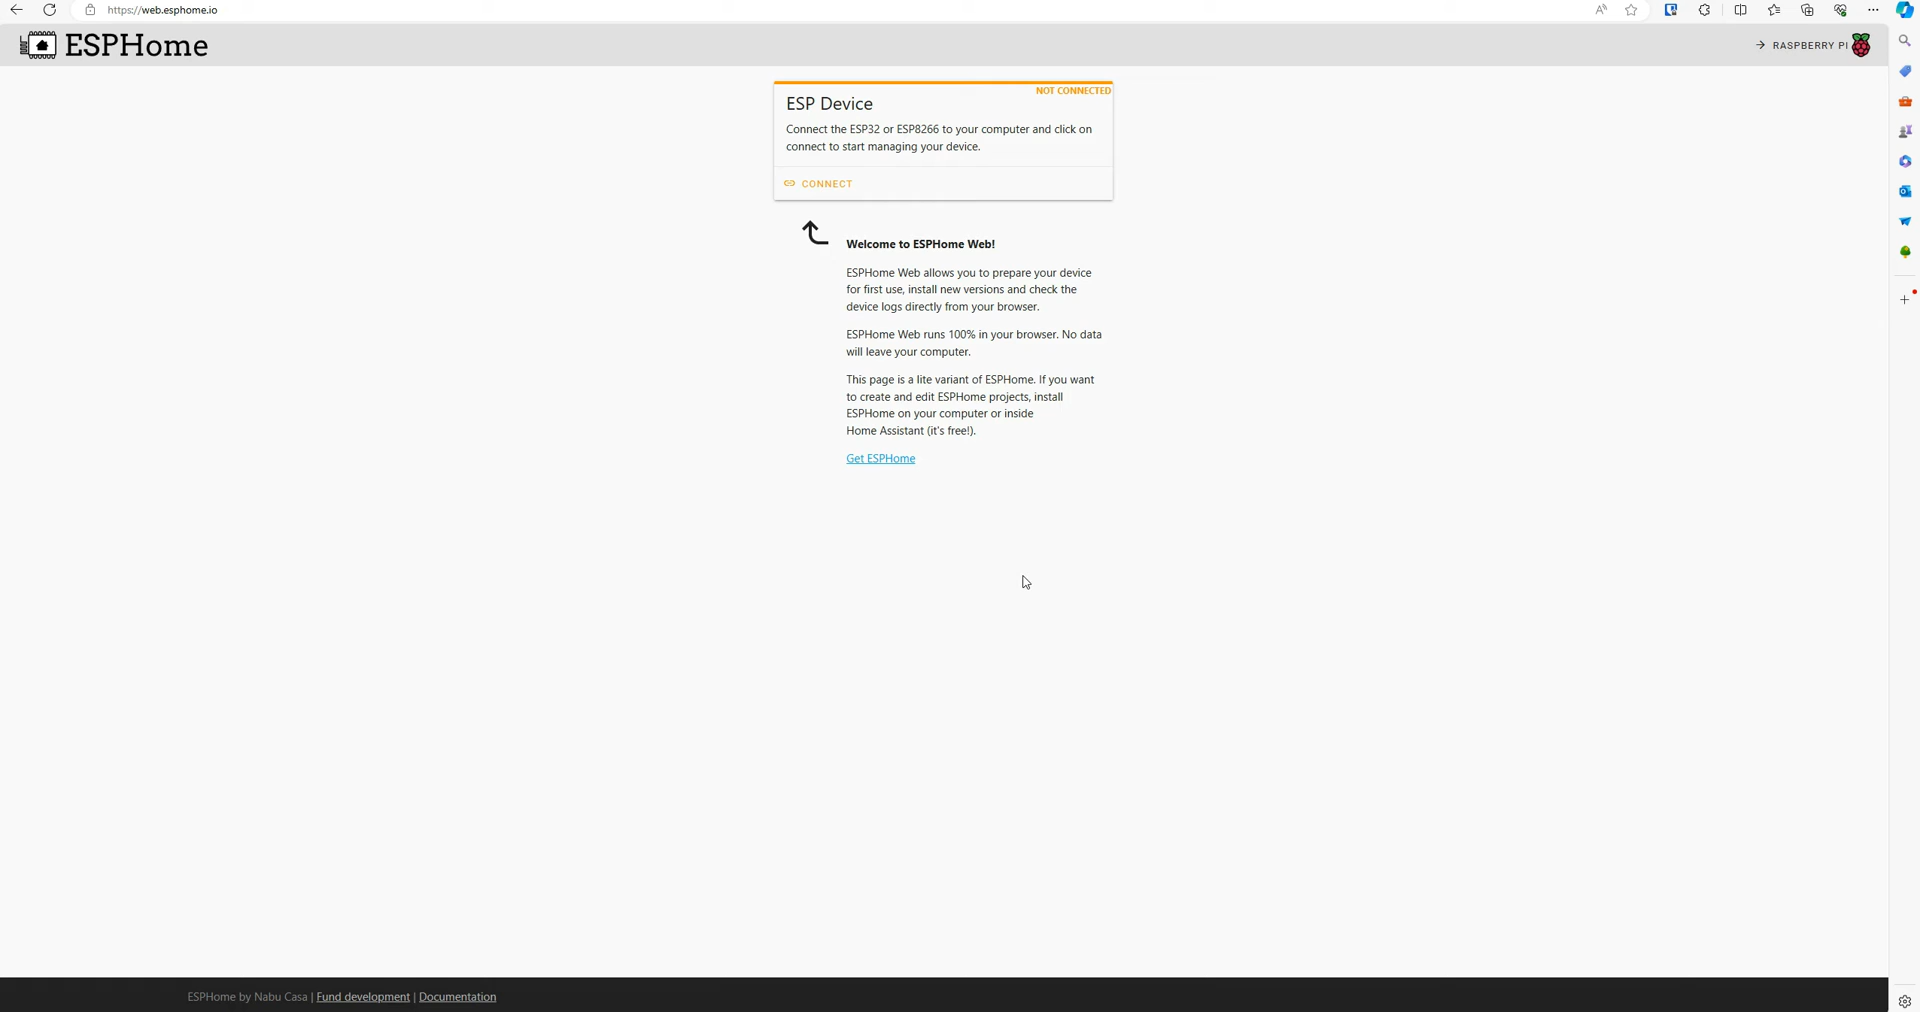 https://web.esphome.io
ESPHome
RASPBERRY PI
NOT CONNECTED
ESP Device
Connect the ESP32 or ESP8266 to your computer and click on
connect to start managing your device.
CONNECT
Welcome to ESPHome Web!
ESPHome Web allows you to prepare your device
for first use, install new versions and check the
device logs directly from your browser.
ESPHome Web runs 100% in your browser. No data
will leave your computer.
This page is a lite variant of ESPHome. If you want
to create and edit ESPHome projects, install
ESPHome on your computer or inside
Home Assistant (it's free!).
Get ESPHome
ESPHome by Nabu Casa | Fund development | Documentation